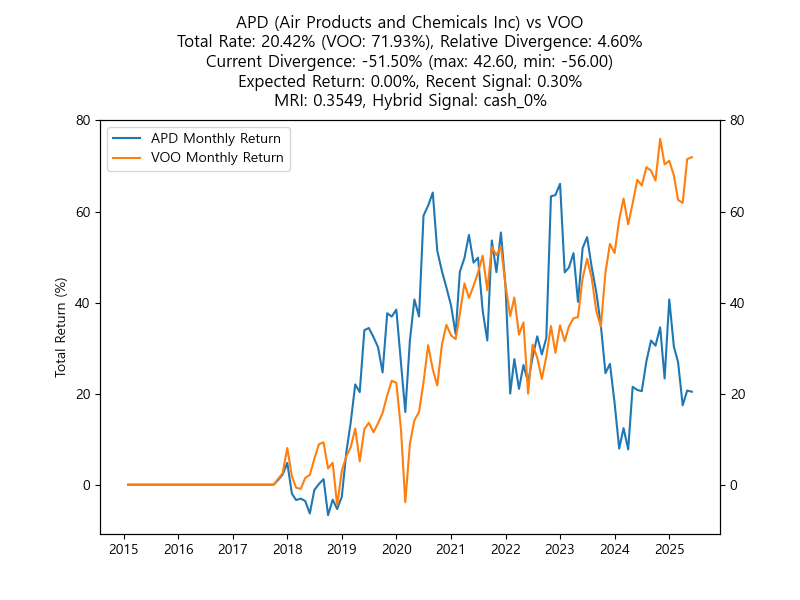 APD (Air Products and Chemicals Inc) vs VOO
Total Rate: 20.42% (VOO: 71.93%), Relative Divergence: 4.60%
Current Divergence: -51.50% (max: 42.60, min: -56.00)
Expected Return: 0.00%, Recent Signal: 0.30%
MRI: 0.3549, Hybrid Signal: cash_0%
APD Monthly Return
VOO Monthly Return
Total Return (%)
80
60
40
20
0
80
60
40
20
0
2015 2016 2017 2018 2019 2020 2021 2022 2023 2024 2025